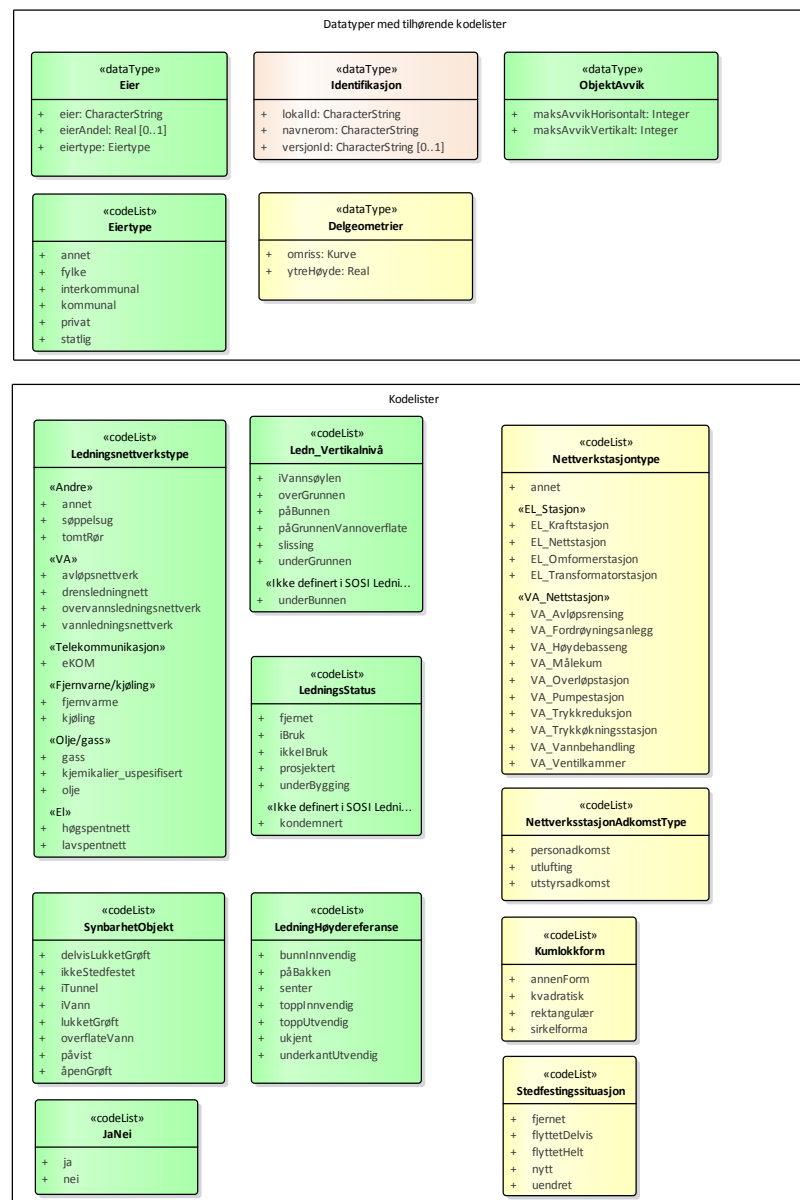 Datatyper med tilhørende kodelister
«dataType»
Eier
+ eier: CharacterString
+ eierAndel: Real [0..1]
+ eiertype: Eiertype
«dataType»
Identifikasjon
+ lokalId: CharacterString
+ navnerom: CharacterString
+ versjonId: CharacterString [0..1]
«dataType»
ObjektAvvik
+ maksAvvikHorisontalt: Integer
+ maksAvvikVertikalt: Integer
«codeList»
Eiertype
+ annet
+ fylke
+ interkommunal
+ kommunal
+ privat
+ statlig
«dataType»
Delgeometrier
+ omriss: Kurve
+ ytreHøyde: Real
Kodelister
«codeList»
Ledningsnettverkstype
«Andre»
+ annet
+ søppelsug
+ tomtRør
«VA»
+ avløpsnettverk
+ drensledningnett
+ overvannsledningsnettverk
+ vannledningsnettverk
«Telekommunikasjon»
+ eKOM
«Fjernvarne/kjøling»
+ fjernvarme
+ kjøling
«Olje/gass»
+ gass
+ kjemikalier_uspesifisert
+ olje
«El»
+ høgspentnett
+ lavspentnett
«codeList»
Ledn_Vertikalnivå
+ iVannsøylen
+ overGrunnen
+ påBunnen
+ påGrunnenVannoverflate
+ slissing
+ underGrunnen
«Ikke definert i SOSI Ledni...
+ underBunnen
«codeList»
LedningsStatus
+ fjernet
+ iBruk
+ ikkeIBruk
+ prosjektert
+ underBygging
«Ikke definert i SOSI Ledni...
+ kondemnert
«codeList»
Nettverkstasjontype
+ annet
«EL_Stasjon»
+ EL_Kraftstasjon
+ EL_Nettstasjon
+ EL_Omformerstasjon
+ EL_Transformatorstasjon
«VA_Nettstasjon»
+ VA_Avløpsrensing
+ VA_Fordrøyningsanlegg
+ VA_Høydebasseng
+ VA_Målekum
+ VA_Overløpstasjon
+ VA_Pumpestasjon
+ VA_Trykkreduksjon
+ VA_Trykkøkningsstasjon
+ VA_Vannbehandling
+ VA_Ventilkammer
«codeList»
NettverksstasjonAdkomstType
+ personadkomst
+ utlufting
+ utstyrsadkomst
«codeList»
SynbarhetObjekt
+ delvisLukketGrøft
+ ikkeStedfestet
+ iTunnel
+ iVann
+ lukketGrøft
+ overflateVann
+ påvist
+ åpenGrøft
«codeList»
LedningHøydereferanse
+ bunnInnvendig
+ påBakken
+ senter
+ toppInnvendig
+ toppUtvendig
+ ukjent
+ underkantUtvendig
«codeList»
Kumlokkform
+ annenForm
+ kvadratisk
+ rektangulær
+ sirkelforma
«codeList»
JaNei
+ ja
+ nei
«codeList»
Stedfestingssituasjon
+ fjernet
+ flyttetDelvis
+ flyttetHelt
+ nytt
+ uendret